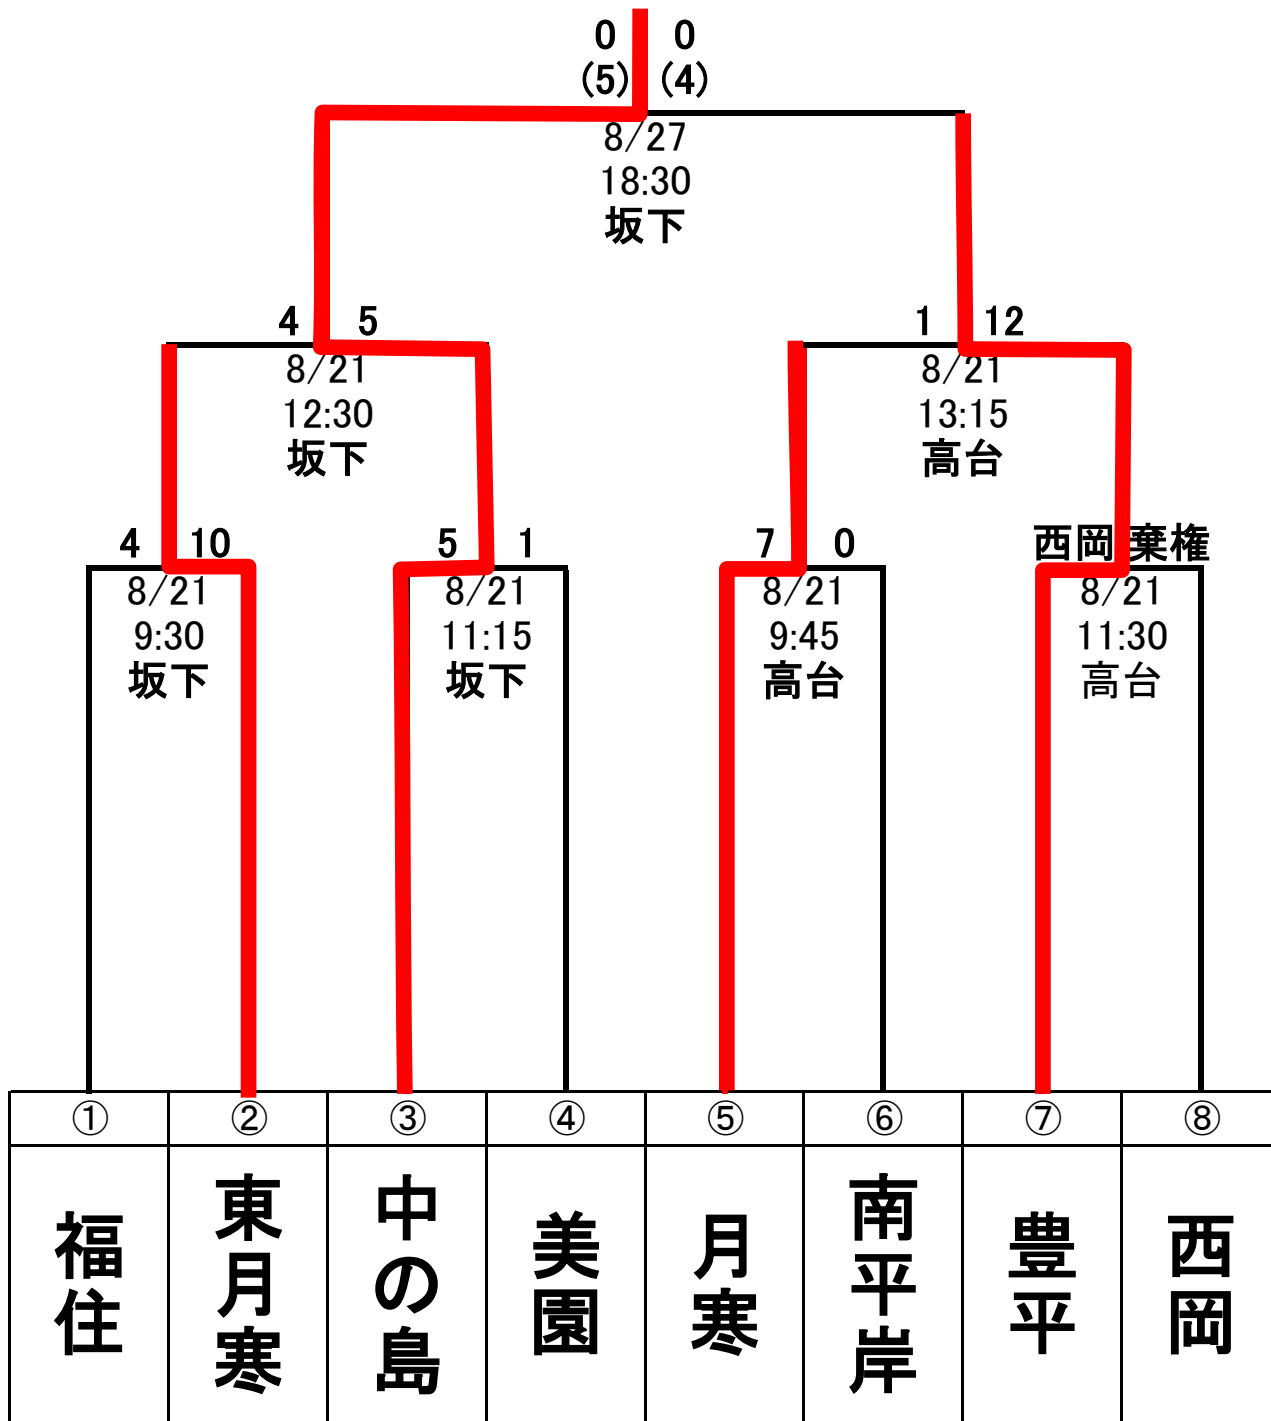 0 0
(5) (4)
8/27
18:30
坂下
4 5
8/21
12:30
坂下
1 12
8/21
13:15
高台
4 10
8/21
9:30
坂下
5 1
8/21
11:15
坂下
7 0
8/21
9:45
高台
西岡 棄権
8/21
11:30
高台
① ② ③ ④ ⑤ ⑥ ⑦ ⑧
福住
東月寒
中の島
美園
月寒
南平岸
豊平
西岡